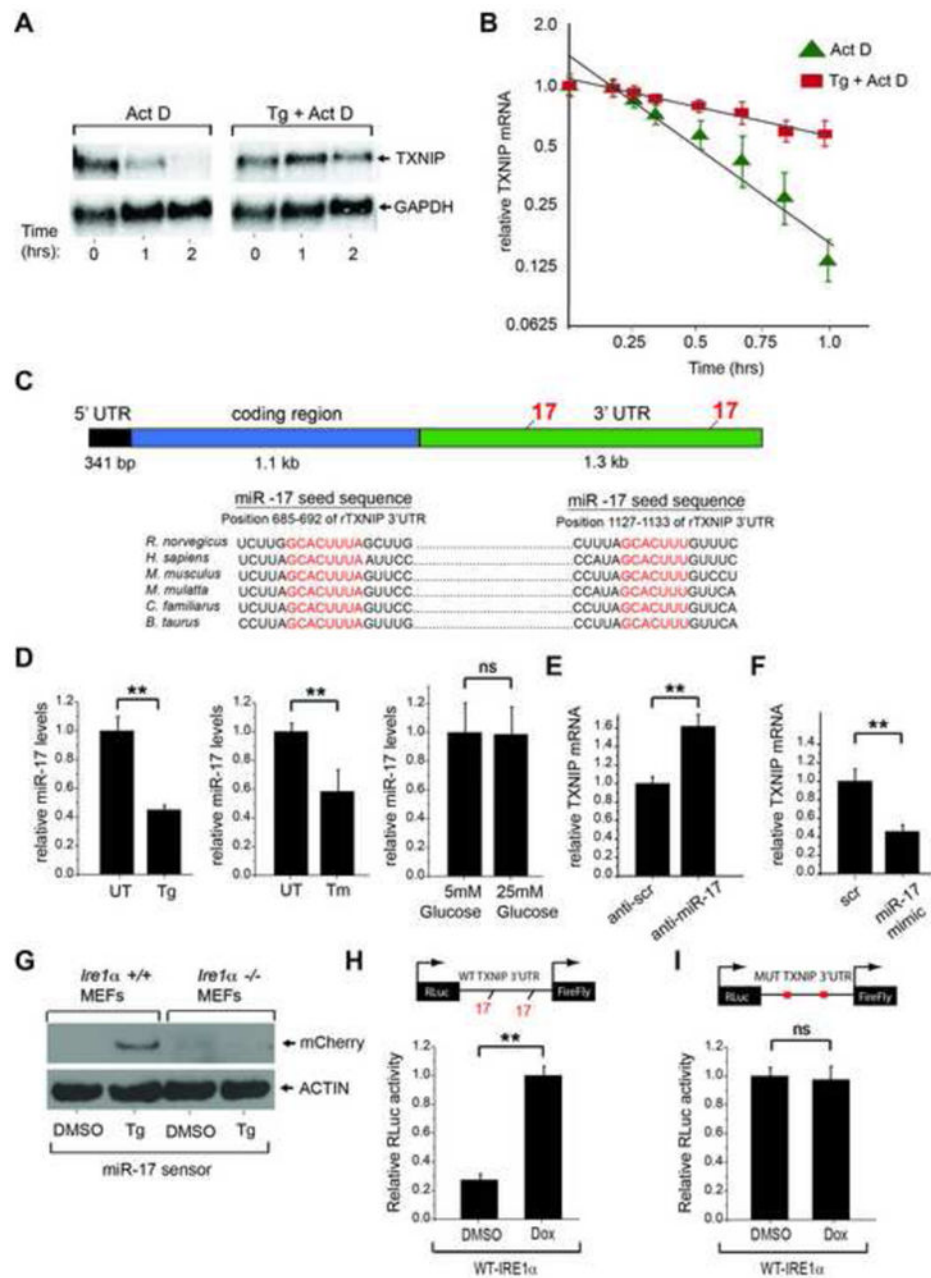 A
Act D
Tg + Act D
TXNIP
GAPDH
Time
(hrs):
0
1
2
0
1
2
B
relative TXNIP mRNA
2.0
1.0
0.5
0.25
0.125
0.0625
0.25
0.5
0.75
1.0
Time (hrs)
Act D
Tg + Act D
C
5' UTR
coding region
17
3' UTR
17
341 bp
1.1 kb
1.3 kb
miR -17 seed sequence
Position 685-692 of rTXNIP 3'UTR
miR -17 seed sequence
Position 1127-1133 of rTXNIP 3'UTR
R. norvegicus UCUUGGCACUUUAGCUUG CUUUAGCACUUUGUUUC
H. sapiens UCUUAGCACUUUAAUUCC CCAUAGCACUUUGUUUC
M. musculus UCUUAGCACUUUAGUUCC CCUUAGCACUUUGUCCU
M. mulatta UCUUAGCACUUUAGUUCC CCAUAGCACUUUGUUCA
C. familiarus UCUUAGCACUUUAGUUCC CCUUAGCACUUUGUUCA
B. taurus CCUUAGCACUUUAGUUUG CCUUAGCACUUUGUUCA
D
relative miR-17 levels
1.2
1.0
0.8
0.6
0.4
0.2
0.0
**
UT
Tg
relative miR-17 levels
1.2
1.0
0.8
0.6
0.4
0.2
0.0
**
UT
Tm
relative miR-17 levels
1.2
1.0
0.8
0.6
0.4
0.2
0.0
ns
5mM
Glucose
25mM
Glucose
E
relative TXNIP mRNA
1.6
1.4
1.2
1.0
0.8
0.6
0.4
0.2
0.0
**
anti-scr
anti-miR-17
F
relative TXNIP mRNA
1.4
1.2
1.0
0.8
0.6
0.4
0.2
0.0
**
scr
miR-17
mimic
G
Ire1α +/+
MEFs
Ire1α -/-
MEFs
mCherry
ACTIN
DMSO
Tg
DMSO
Tg
miR-17 sensor
H
WT TXNIP 3'UTR
RLuc
FireFly
17
17
Relative RLuc activity
1.2
1.0
0.8
0.6
0.4
0.2
0.0
**
DMSO
Dox
WT-IRE1α
I
MUT TXNIP 3'UTR
RLuc
FireFly
Relative RLuc activity
1.2
1.0
0.8
0.6
0.4
0.2
0.0
ns
DMSO
Dox
WT-IRE1α